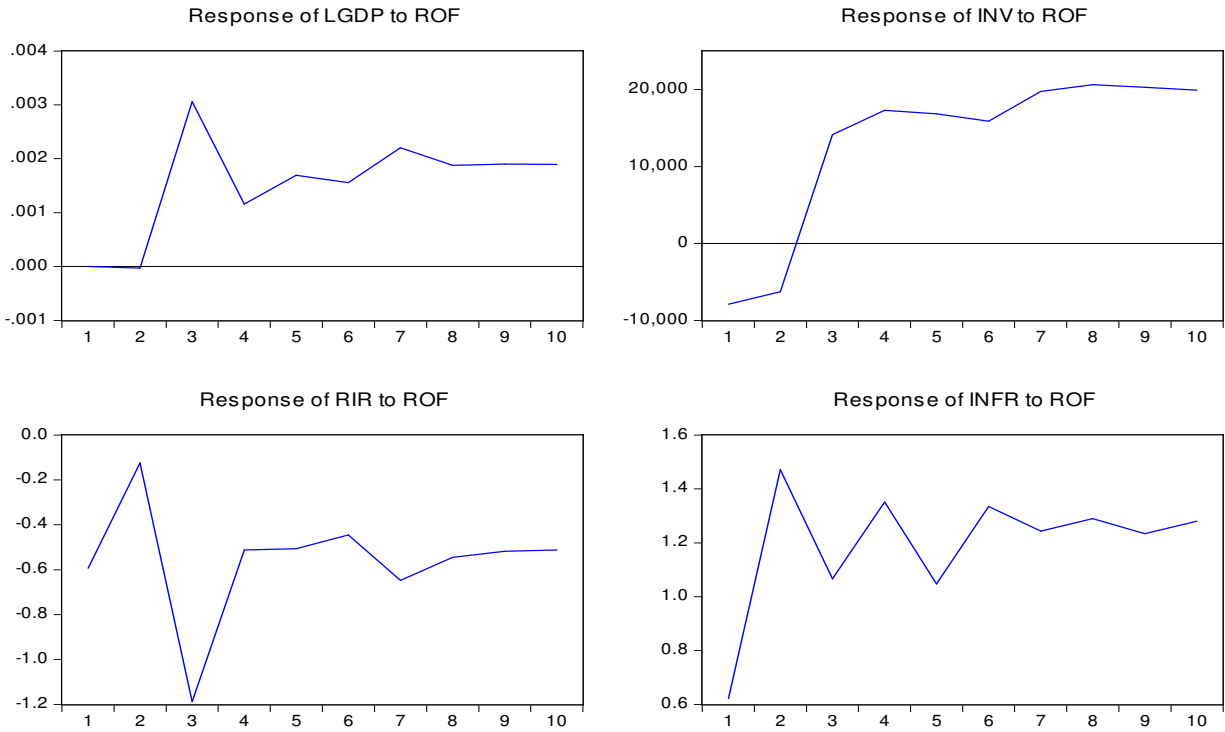 Response of LGDP to ROF
.004
.003
.002
.001
.000
-.001
1 2 3 4 5 6 7 8 9 10
Response of INV to ROF
20,000
10,000
0
-10,000
1 2 3 4 5 6 7 8 9 10
Response of RIR to ROF
0.0
-0.2
-0.4
-0.6
-0.8
-1.0
-1.2
1 2 3 4 5 6 7 8 9 10
Response of INFR to ROF
1.6
1.4
1.2
1.0
0.8
0.6
1 2 3 4 5 6 7 8 9 10